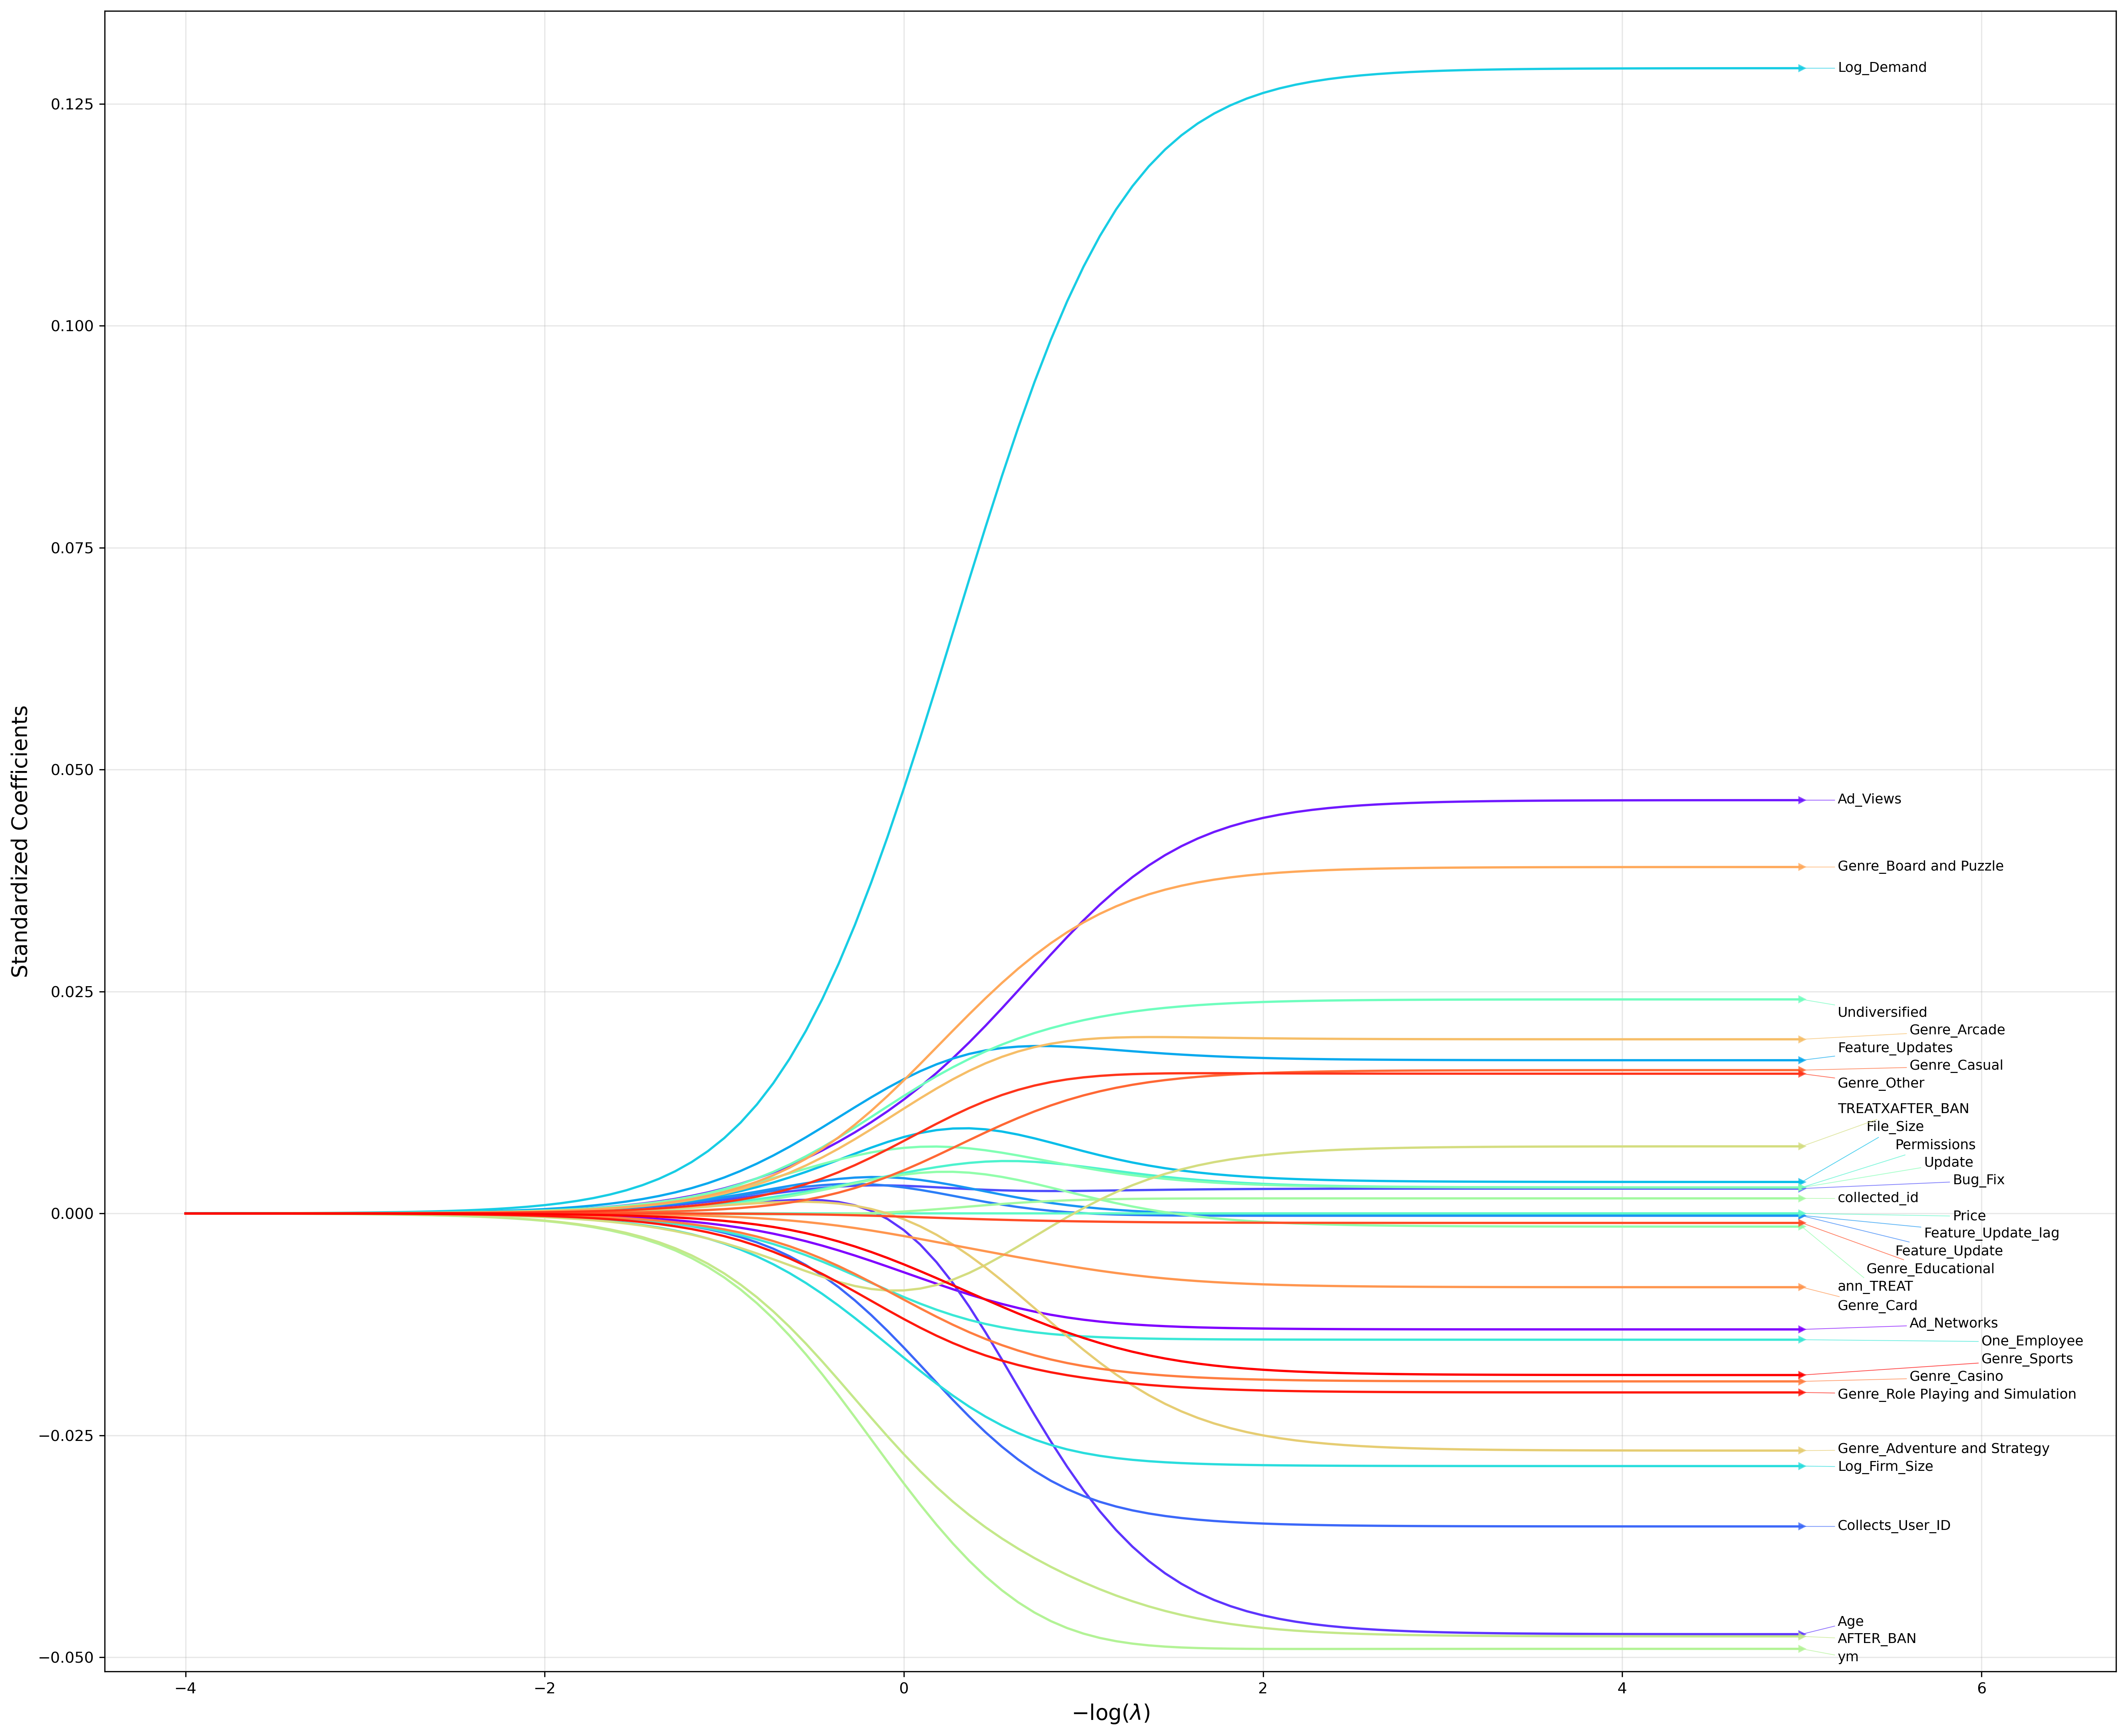 Standardized Coefficients
0.125
0.100
0.075
0.050
0.025
0.000
−0.025
−0.050
−4
−2
0
2
4
6
−log(λ)
Log_Demand
Ad_Views
Genre_Board and Puzzle
Undiversified
Genre_Arcade
Feature_Updates
Genre_Casual
Genre_Other
TREATXAFTER_BAN
File_Size
Permissions
Update
Bug_Fix
collected_id
Price
Feature_Update_lag
Feature_Update
Genre_Educational
ann_TREAT
Genre_Card
Ad_Networks
One_Employee
Genre_Sports
Genre_Casino
Genre_Role Playing and Simulation
Genre_Adventure and Strategy
Log_Firm_Size
Collects_User_ID
Age
AFTER_BAN
ym